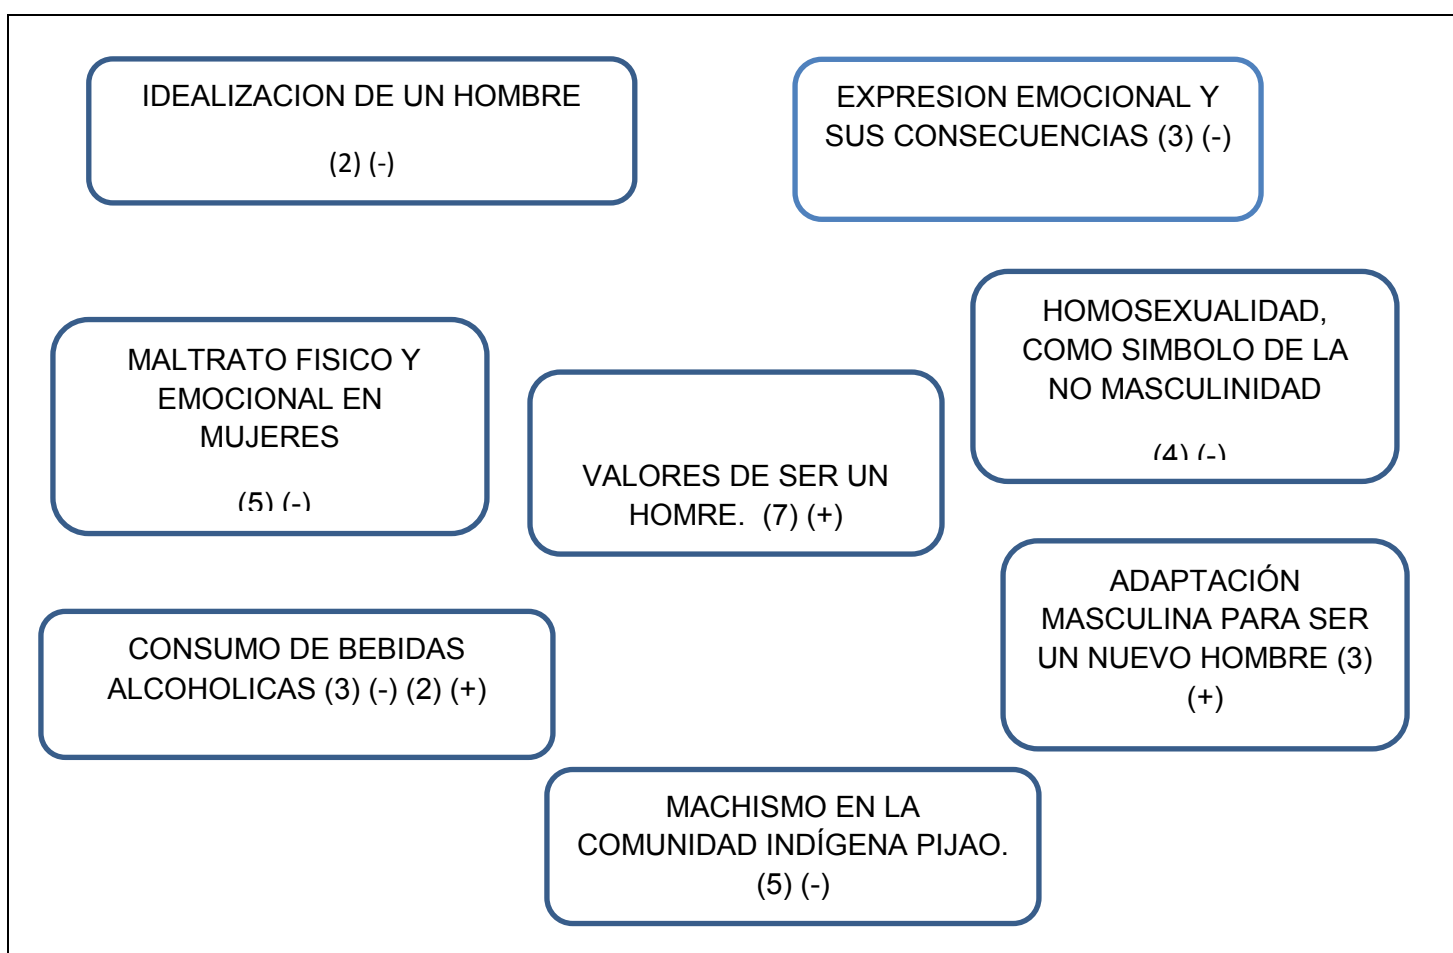 IDEALIZACION DE UN HOMBRE
(2) (-)
EXPRESION EMOCIONAL Y
SUS CONSECUENCIAS (3) (-)
HOMOSEXUALIDAD,
COMO SIMBOLO DE LA
NO MASCULINIDAD
(4) (-)
MALTRATO FISICO Y
EMOCIONAL EN
MUJERES
(5) (-)
VALORES DE SER UN
HOMRE. (7) (+)
ADAPTACIÓN
MASCULINA PARA SER
UN NUEVO HOMBRE (3)
(+)
CONSUMO DE BEBIDAS
ALCOHOLICAS (3) (-) (2) (+)
MACHISMO EN LA
COMUNIDAD INDÍGENA PIJAO.
(5) (-)